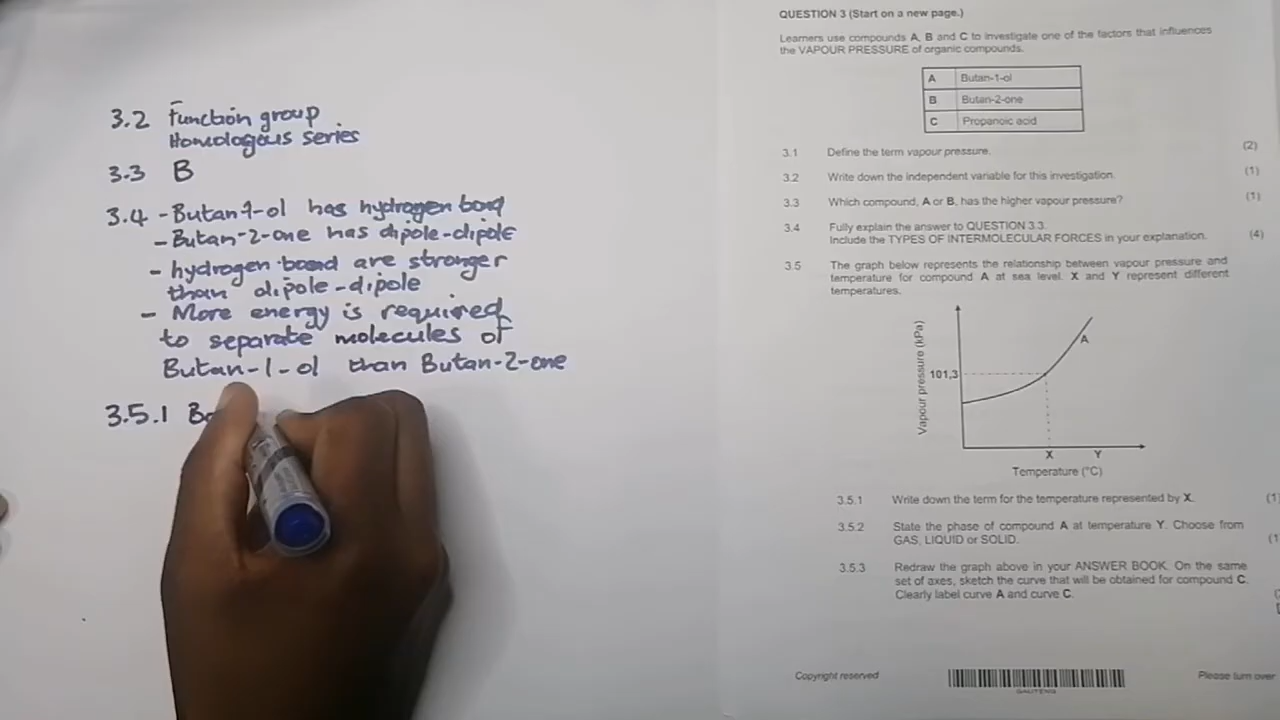 3.2 Function group
Homologous series
3.3 B
3.4 - Butan-1-ol has hydrogen bond
- Butan-2-one has dipole-dipole
- hydrogen bond are stronger
than dipole-dipole
- More energy is required
to separate molecules of
Butan-1-ol than Butan-2-one
3.5.1
QUESTION 3 (Start on a new page.)
Learners use compounds A, B and C to investigate one of the factors that influences
the VAPOUR PRESSURE of organic compounds.
A Butan-1-ol
B Butan-2-one
C Propanoic acid
3.1 Define the term vapour pressure. (2)
3.2 Write down the independent variable for this investigation. (1)
3.3 Which compound, A or B, has the higher vapour pressure? (1)
3.4 Fully explain the answer to QUESTION 3.3.
Include the TYPES OF INTERMOLECULAR FORCES in your explanation. (4)
3.5 The graph below represents the relationship between vapour pressure and
temperature for compound A at sea level. X and Y represent different
temperatures.
Vapour pressure (kPa)
A
101,3
X Y
Temperature (°C)
3.5.1 Write down the term for the temperature represented by X. (1
3.5.2 State the phase of compound A at temperature Y. Choose from
GAS, LIQUID or SOLID. (1
3.5.3 Redraw the graph above in your ANSWER BOOK. On the same
set of axes, sketch the curve that will be obtained for compound C.
Clearly label curve A and curve C.
Copyright reserved
GAUTENG
Please turn over